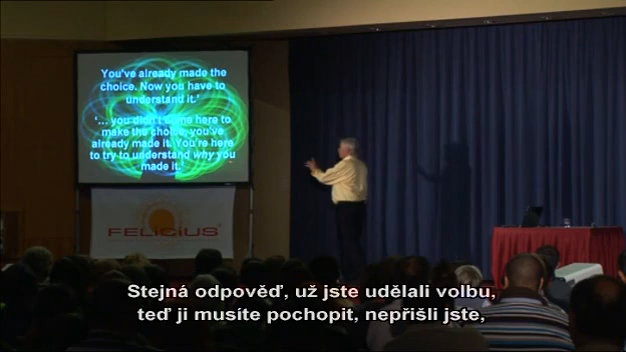 You've already made the
choice. Now you have to
understand it.'
'... you didn't come here to
make the choice, you've
already made it. You're here
to try to understand why you
made it.'
FELICIUS
Stejná odpověď, už jste udělali volbu,
teď ji musíte pochopit, nepřišli jste,